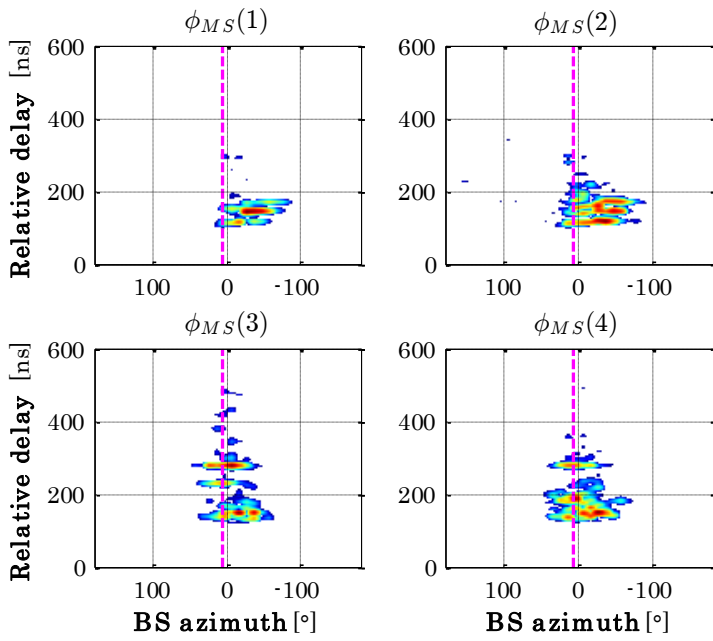 ϕMS(1) ϕMS(2)
Relative delay [ns]
600 600
400 400
200 200
0 0
100 0 -100 100 0 -100
ϕMS(3) ϕMS(4)
Relative delay [ns]
600 600
400 400
200 200
0 0
100 0 -100 100 0 -100
BS azimuth [°] BS azimuth [°]